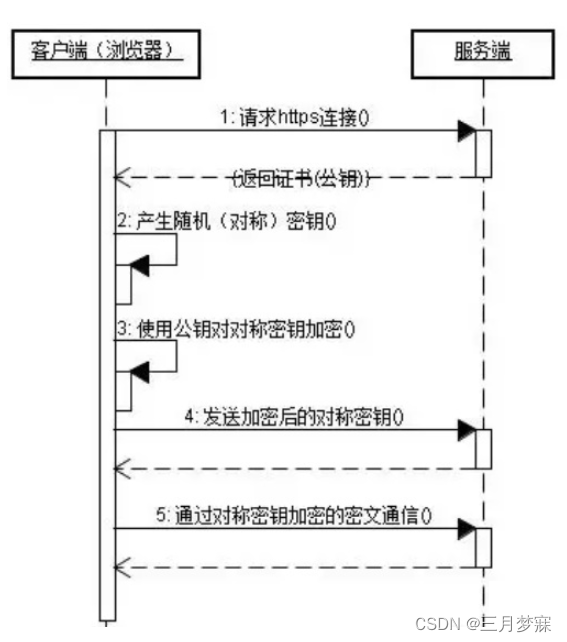 客户端（浏览器）
服务端
1: 请求https连接()
(返回证书(公钥))
2: 产生随机（对称）密钥()
3: 使用公钥对对称密钥加密()
4: 发送加密后的对称密钥()
5: 通过对称密钥加密的密文通信()
CSDN @三月梦寐